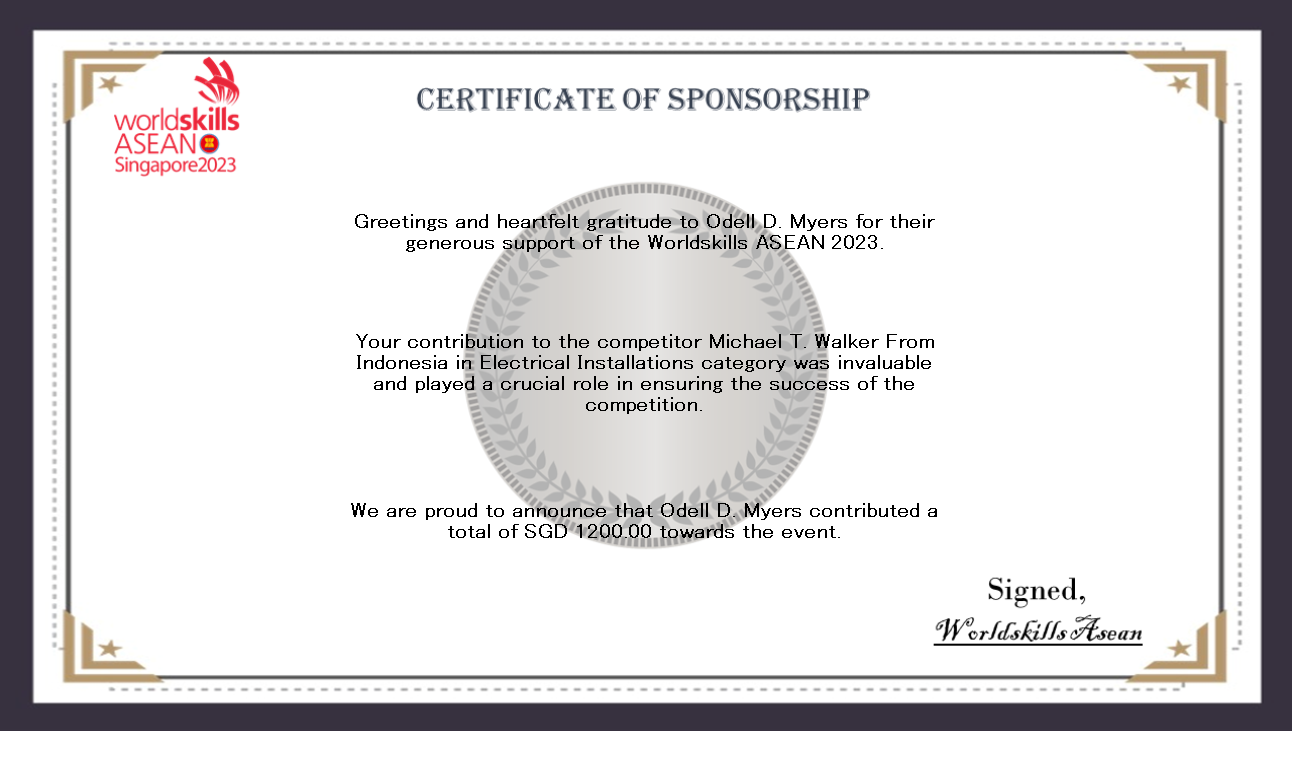 worldskills
ASEAN
Singapore2023
CERTIFICATE OF SPONSORSHIP
Greetings and heartfelt gratitude to Odell D. Myers for their
generous support of the Worldskills ASEAN 2023.
Your contribution to the competitor Michael T. Walker From
Indonesia in Electrical Installations category was invaluable
and played a crucial role in ensuring the success of the
competition.
We are proud to announce that Odell D. Myers contributed a
total of SGD 1200.00 towards the event.
Signed,
Worldskills Asean